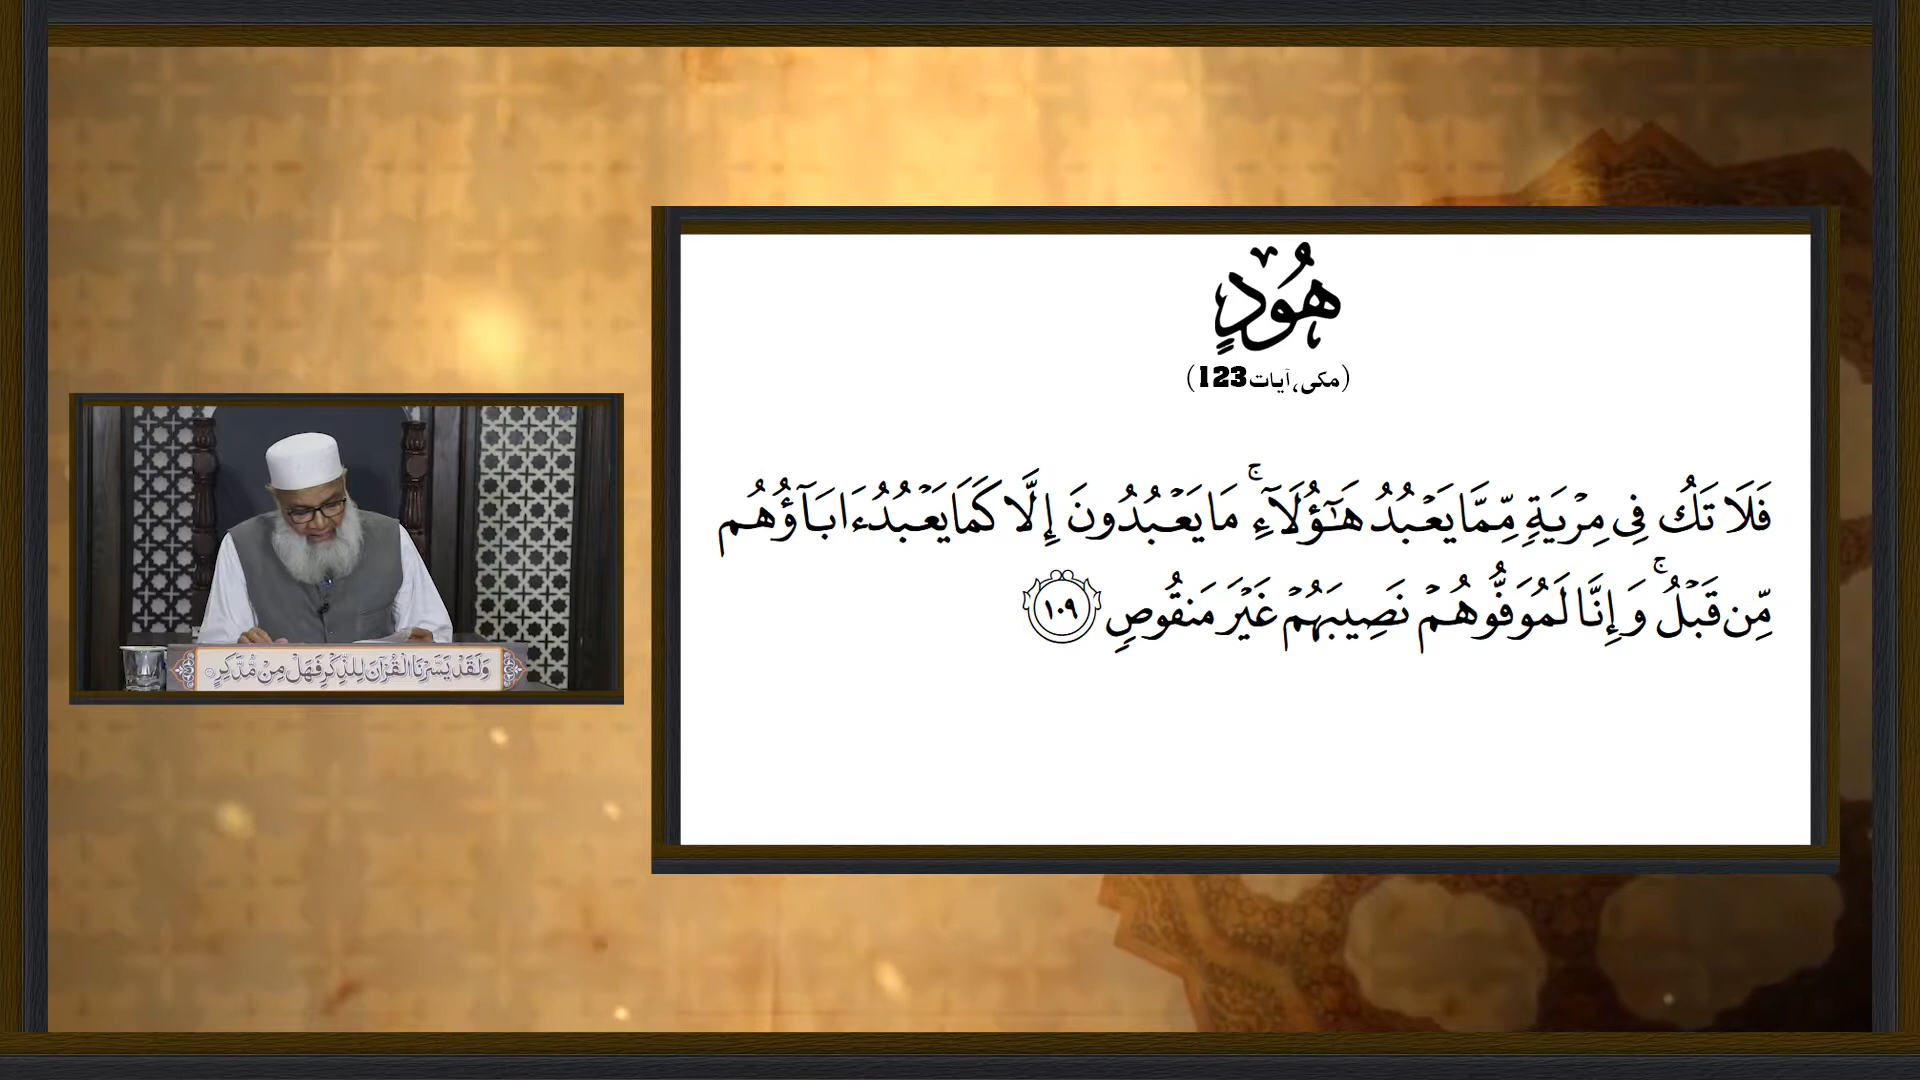 هُودٍ
(مکی، آیات 123)
فَلَا تَكُ فِى مِرْيَةٍ مِّمَّا يَعْبُدُ هَٰٓؤُلَآءِ ۚ مَا يَعْبُدُونَ إِلَّا كَمَا يَعْبُدُ ءَابَآؤُهُم
مِّن قَبْلُ ۚ وَإِنَّا لَمُوَفُّوهُمْ نَصِيبَهُمْ غَيْرَ مَنقُوصٍ ١٠٩
وَلَقَدْ يَسَّرْنَا الْقُرْآنَ لِلذِّكْرِ فَهَلْ مِنْ مُّدَّكِرٍ